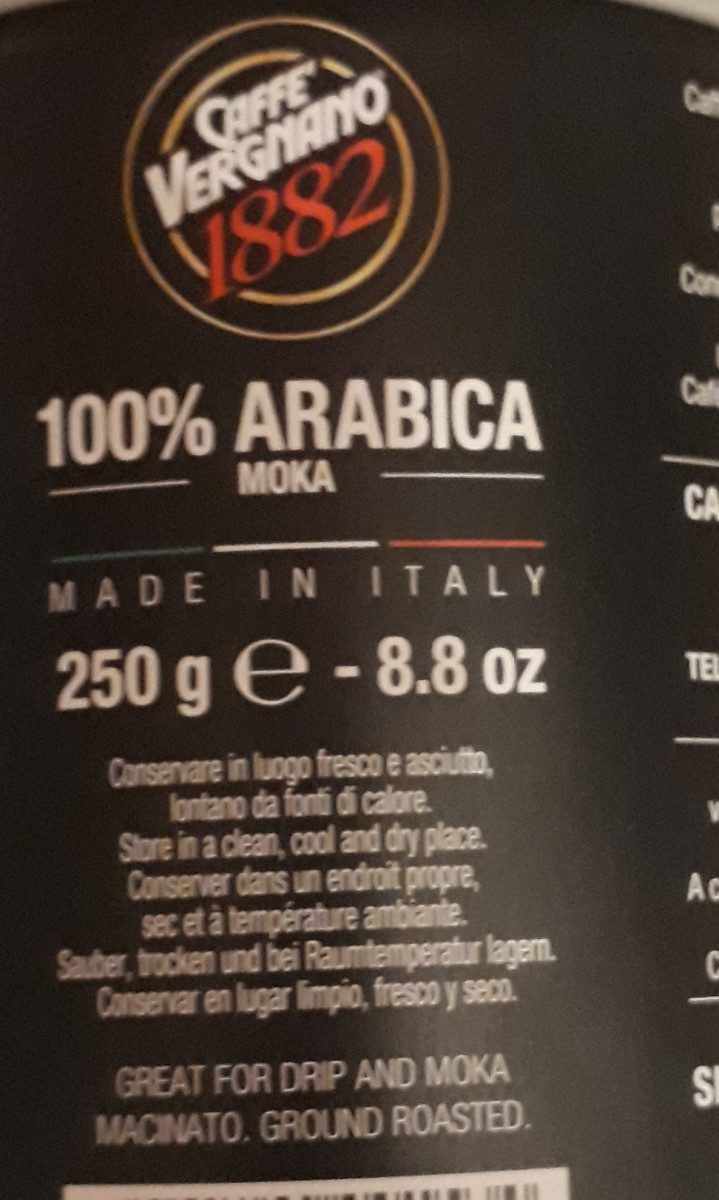 CAFFÈ
VERGNANO
1882
100% ARABICA
MOKA
MADE IN ITALY
250 g ℮ - 8.8 oz
Conservare in luogo fresco e asciutto,
lontano da fonti di calore.
Store in a clean, cool and dry place.
Conserver dans un endroit propre,
sec et à température ambiante.
Sauber, trocken und bei Raumtemperatur lagern.
Conservar en lugar limpio, fresco y seco.
GREAT FOR DRIP AND MOKA
MACINATO. GROUND ROASTED.